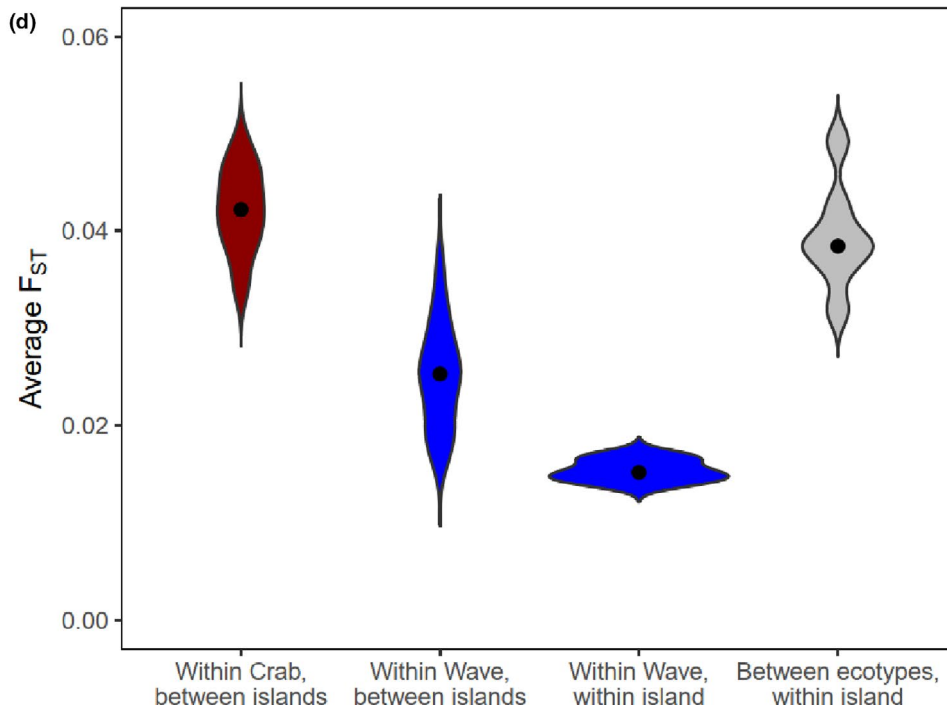 (d)
0.06
0.04
0.02
0.00
Average F_ST
Within Crab,
between islands
Within Wave,
between islands
Within Wave,
within island
Between ecotypes,
within island